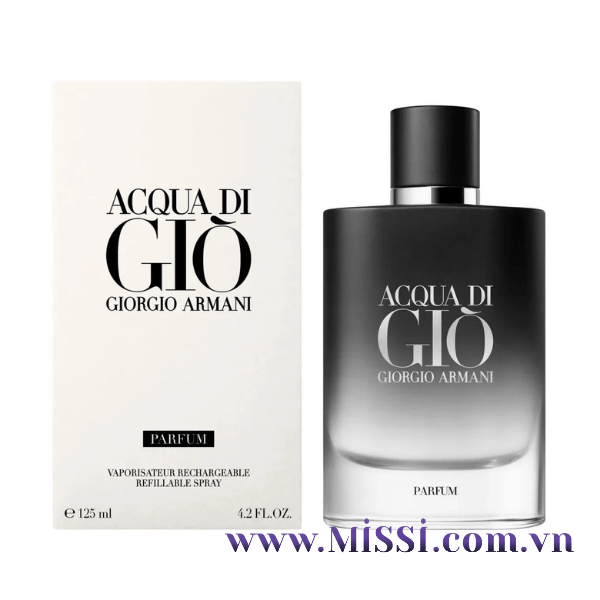 ACQUA DI
GIÒ
GIORGIO ARMANI
PARFUM
VAPORISATEUR RECHARGEABLE
REFILLABLE SPRAY
℮ 125 ml 4.2 FL.OZ.
ACQUA DI
GIÒ
GIORGIO ARMANI
PARFUM
www.MiSSi.com.vn